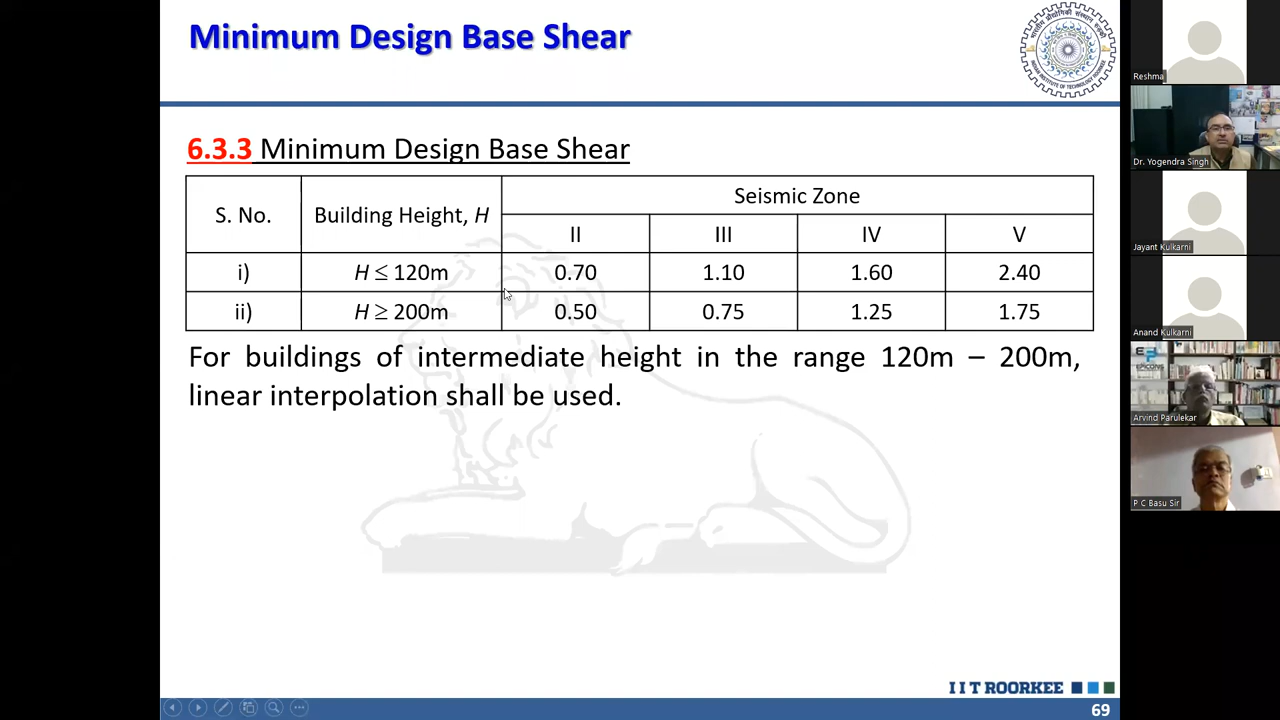 Minimum Design Base Shear
6.3.3 Minimum Design Base Shear
S. No. Building Height, H Seismic Zone
II III IV V
i) H ≤ 120m 0.70 1.10 1.60 2.40
ii) H ≥ 200m 0.50 0.75 1.25 1.75
For buildings of intermediate height in the range 120m – 200m,
linear interpolation shall be used.
IIT ROORKEE
69
Reshma
Dr. Yogendra Singh
Jayant Kulkarni
Anand Kulkarni
Arvind Parulekar
P C Basu Sir